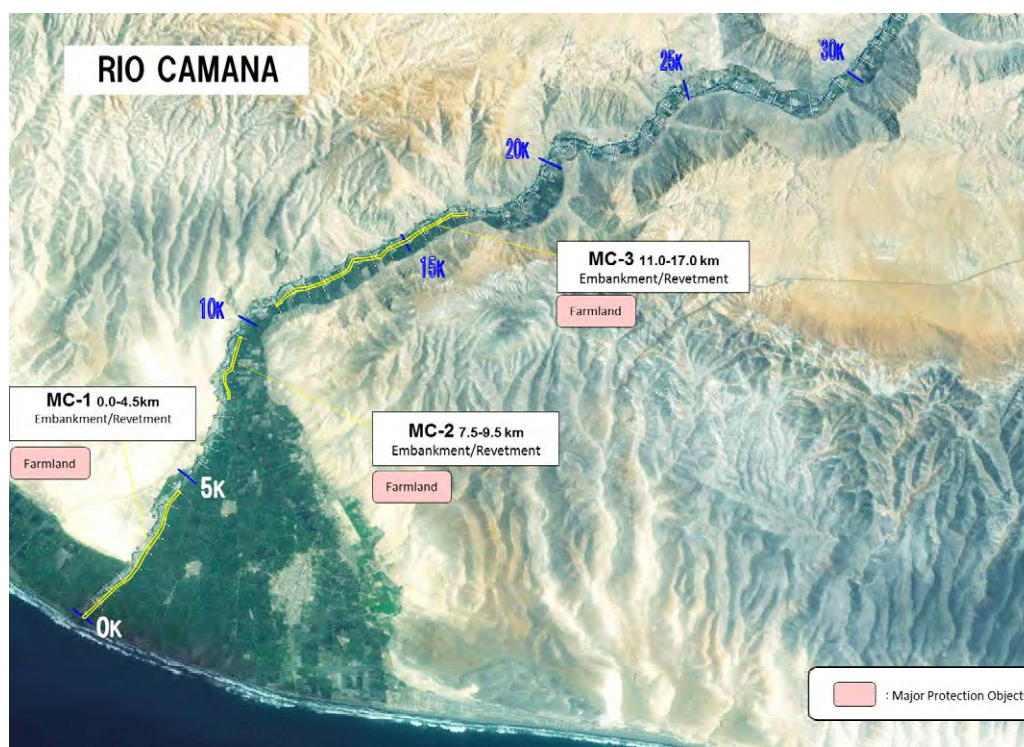 RIO CAMANA
30K
25K
20K
MC-3 11.0-17.0 km
Embankment/Revetment
15K
Farmland
10K
MC-1 0.0-4.5km
Embankment/Revetment
MC-2 7.5-9.5 km
Embankment/Revetment
Farmland
Farmland
5K
0K
: Major Protection Object